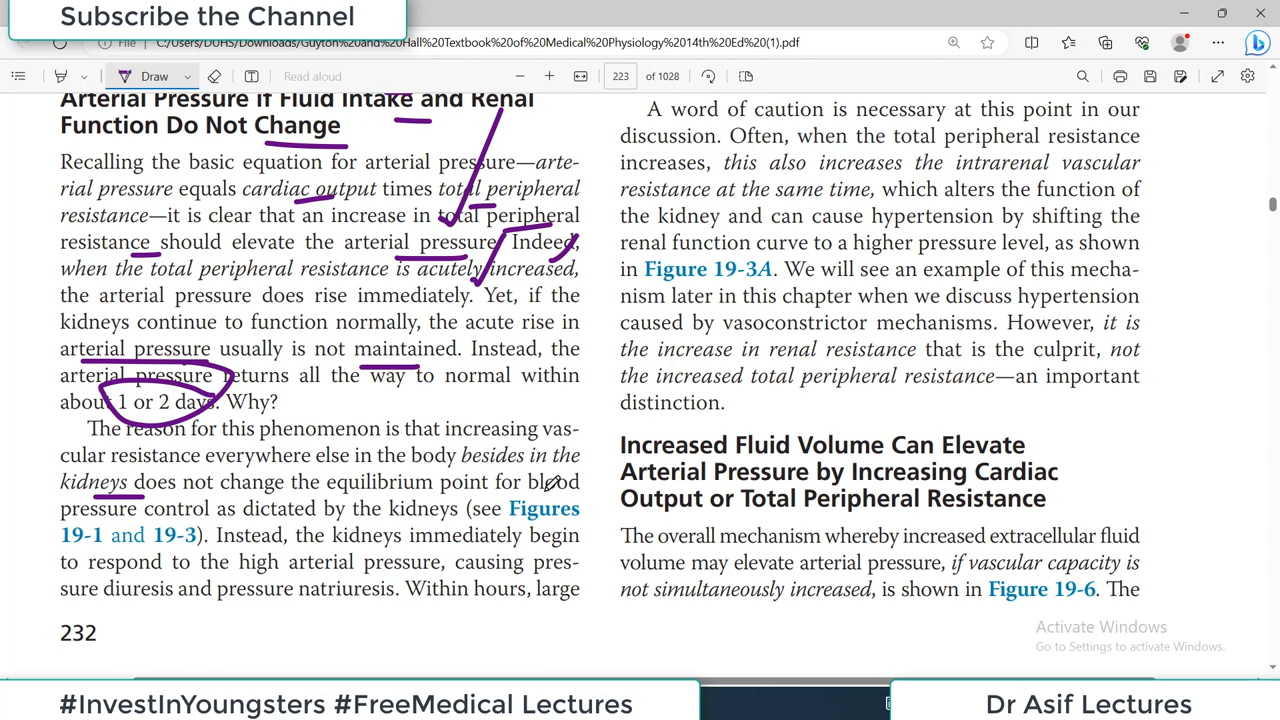 Subscribe the Channel
File
C:/Users/DUHS/Downloads/Guyton%20and%20Hall%20Textbook%20of%20Medical%20Physiology%2014th%20Ed%20(1).pdf
Draw
Read aloud
223 of 1028
Arterial Pressure if Fluid Intake and Renal
Function Do Not Change
Recalling the basic equation for arterial pressure—arte-
rial pressure equals cardiac output times total peripheral
resistance—it is clear that an increase in total peripheral
resistance should elevate the arterial pressure. Indeed,
when the total peripheral resistance is acutely increased,
the arterial pressure does rise immediately. Yet, if the
kidneys continue to function normally, the acute rise in
arterial pressure usually is not maintained. Instead, the
arterial pressure returns all the way to normal within
about 1 or 2 days. Why?
The reason for this phenomenon is that increasing vas-
cular resistance everywhere else in the body besides in the
kidneys does not change the equilibrium point for blood
pressure control as dictated by the kidneys (see Figures
19-1 and 19-3). Instead, the kidneys immediately begin
to respond to the high arterial pressure, causing pres-
sure diuresis and pressure natriuresis. Within hours, large
232
A word of caution is necessary at this point in our
discussion. Often, when the total peripheral resistance
increases, this also increases the intrarenal vascular
resistance at the same time, which alters the function of
the kidney and can cause hypertension by shifting the
renal function curve to a higher pressure level, as shown
in Figure 19-3A. We will see an example of this mecha-
nism later in this chapter when we discuss hypertension
caused by vasoconstrictor mechanisms. However, it is
the increase in renal resistance that is the culprit, not
the increased total peripheral resistance—an important
distinction.
Increased Fluid Volume Can Elevate
Arterial Pressure by Increasing Cardiac
Output or Total Peripheral Resistance
The overall mechanism whereby increased extracellular fluid
volume may elevate arterial pressure, if vascular capacity is
not simultaneously increased, is shown in Figure 19-6. The
Activate Windows
Go to Settings to activate Windows.
#InvestInYoungsters #FreeMedical Lectures
Dr Asif Lectures